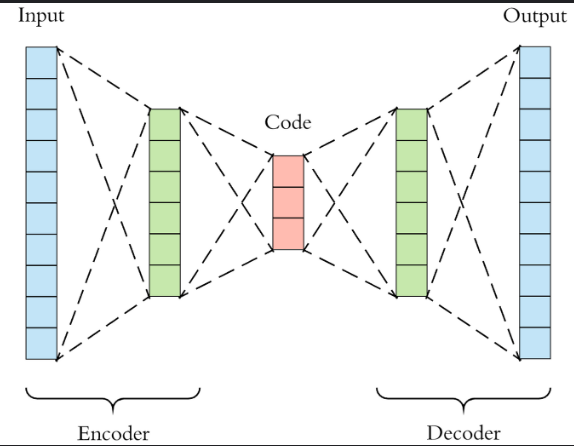 Input
Output
Code
Encoder
Decoder